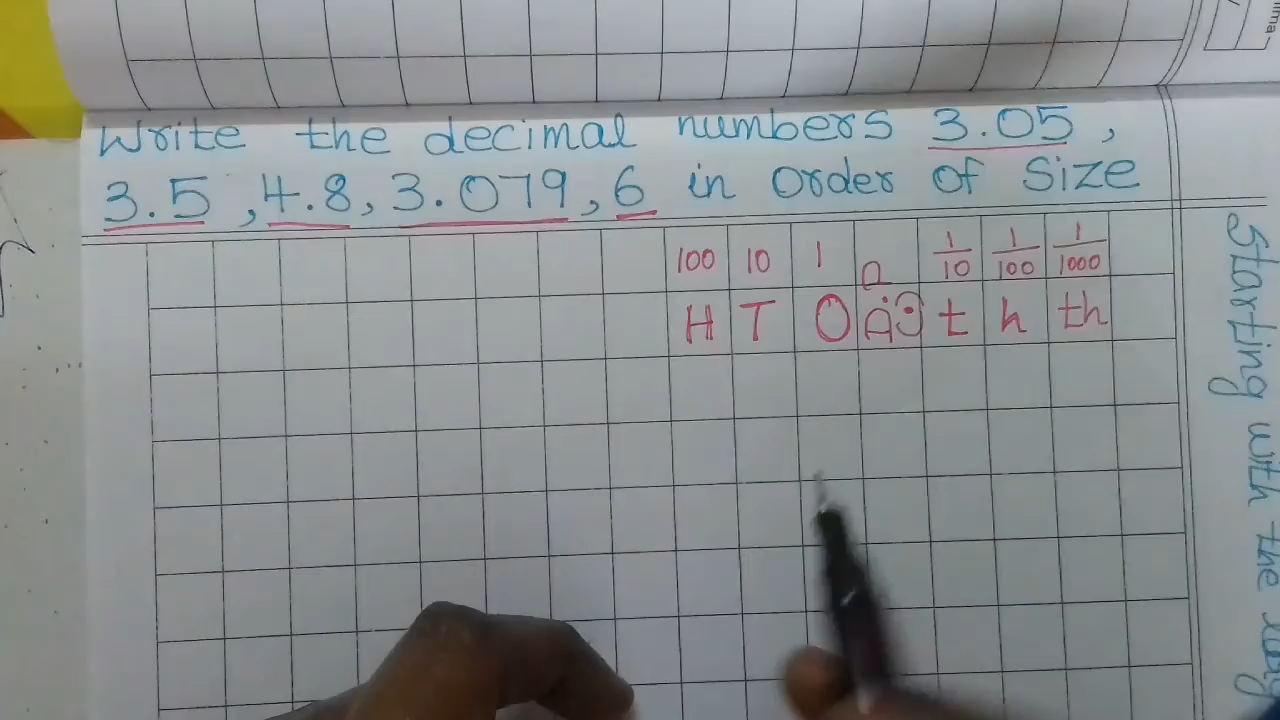 Write the decimal numbers 3.05,
3.5, 4.8, 3.079, 6 in order of Size
100 10 1 1/10 1/100 1/1000
H T O t h th
Starting with the